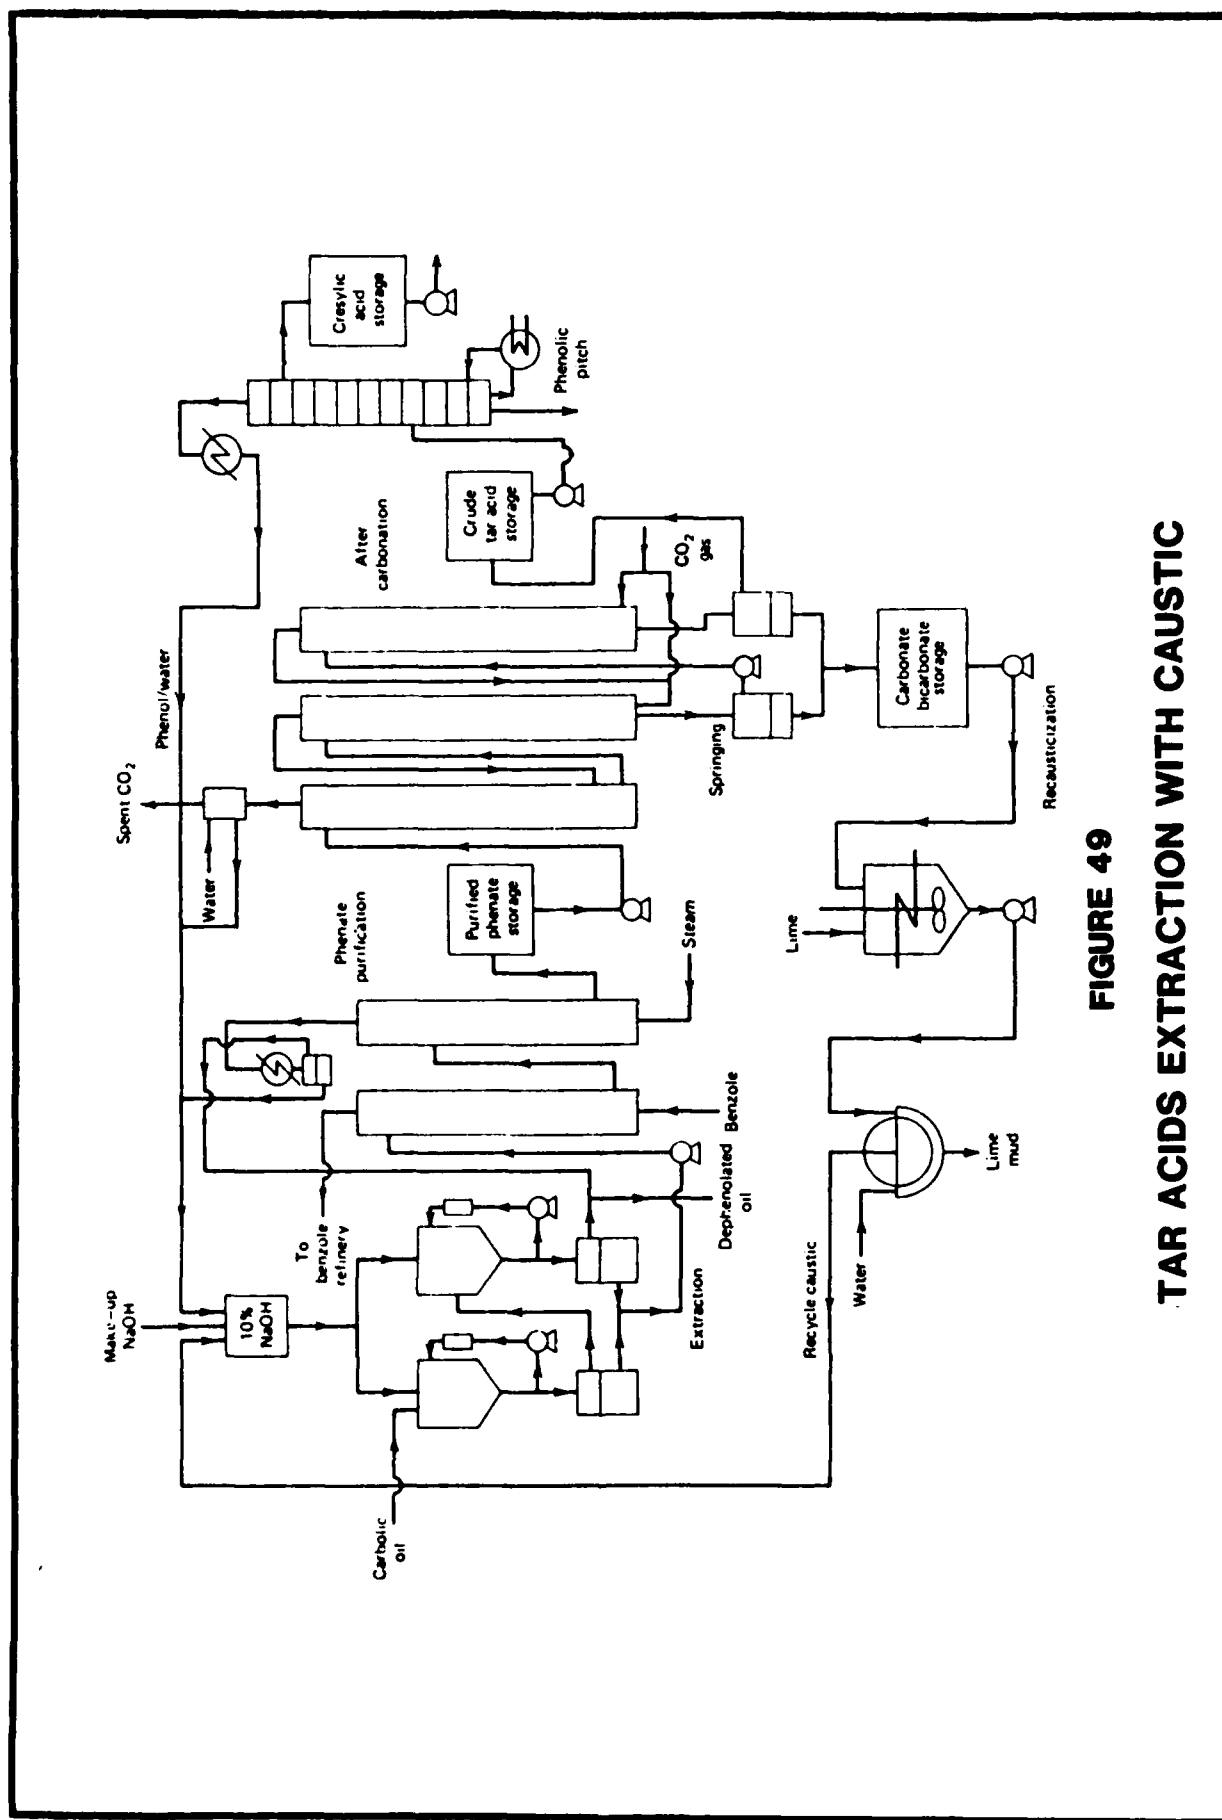 Make-up
NaOH
10%
NaOH
Carbolic
oil
To
benzole
refinery
Extraction
Dephenolated
oil
Benzole
Steam
Phenate
purification
Purified
phenate
storage
Water
Spent CO2
Phenol/water
Springing
After
carbonation
CO2
gas
Crude
tar acid
storage
Cresylic
acid
storage
Phenolic
pitch
Carbonate
bicarbonate
storage
Recausticization
Lime
Lime
mud
Water
Recycle caustic
FIGURE 49
TAR ACIDS EXTRACTION WITH CAUSTIC